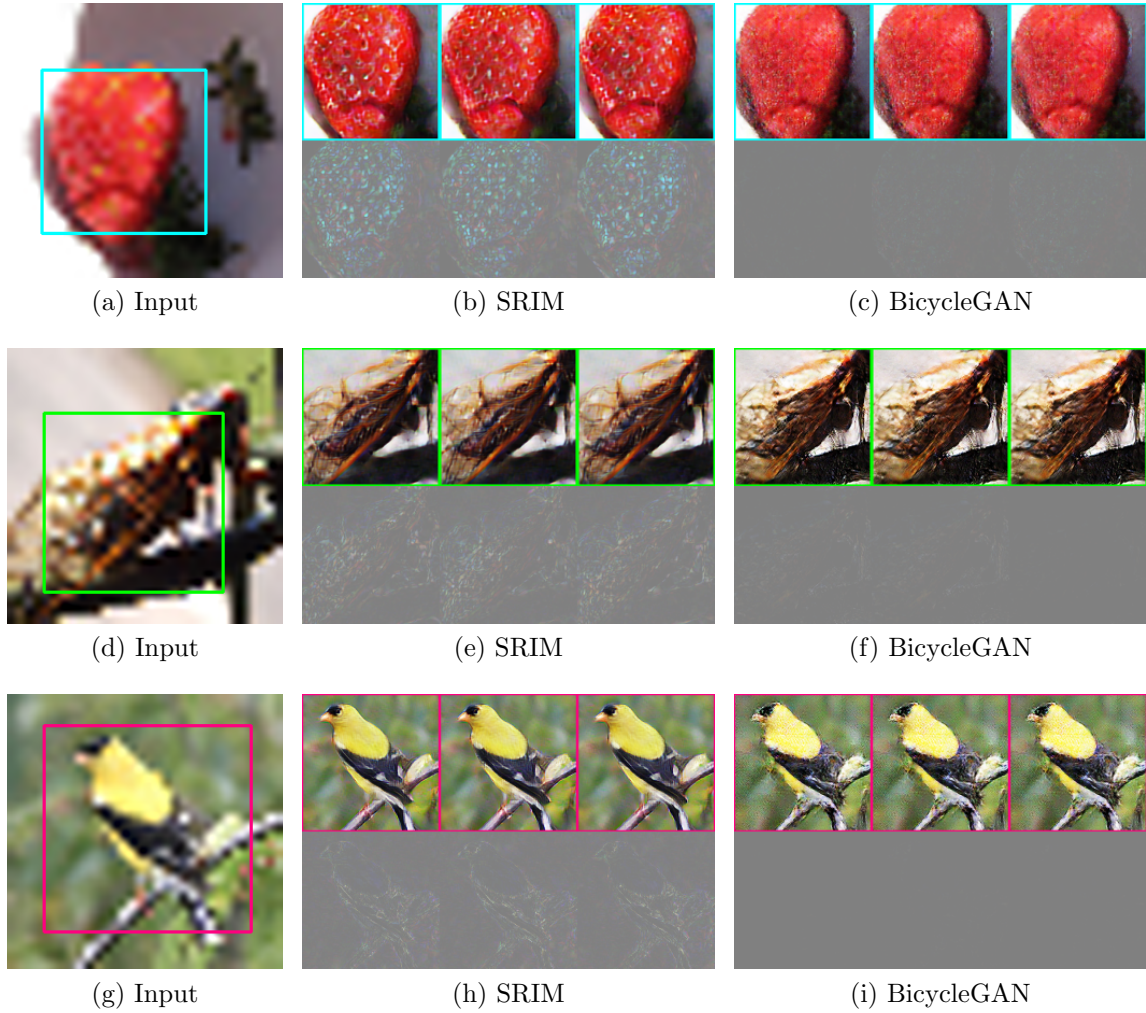 (a) Input
(b) SRIM
(c) BicycleGAN
(d) Input
(e) SRIM
(f) BicycleGAN
(g) Input
(h) SRIM
(i) BicycleGAN